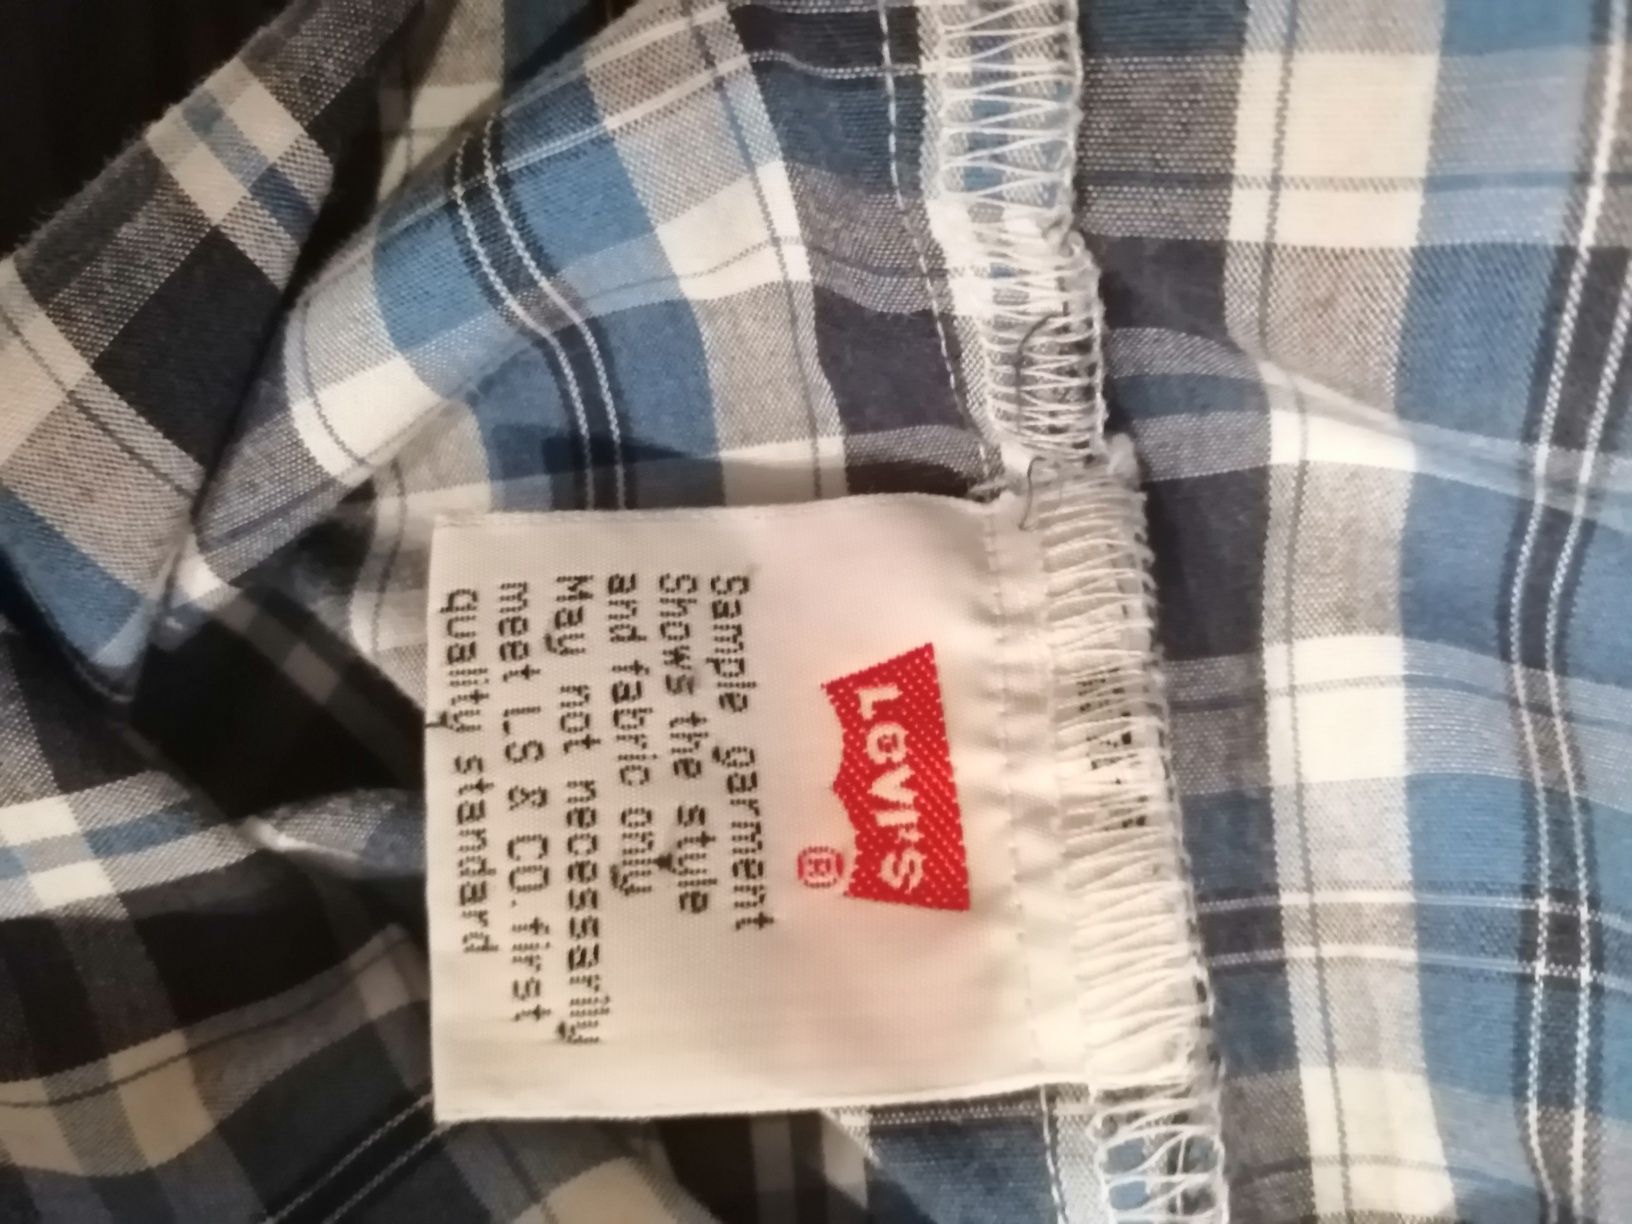 LEVI'S
®
Sample garment
Shows the style
and fabric only
May not necessarily
meet LS & CO. first
quality standard